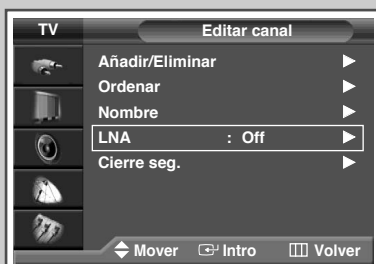 TV Editar canal
Añadir/Eliminar
Ordenar
Nombre
LNA : Off
Cierre seg.
Mover Intro Volver